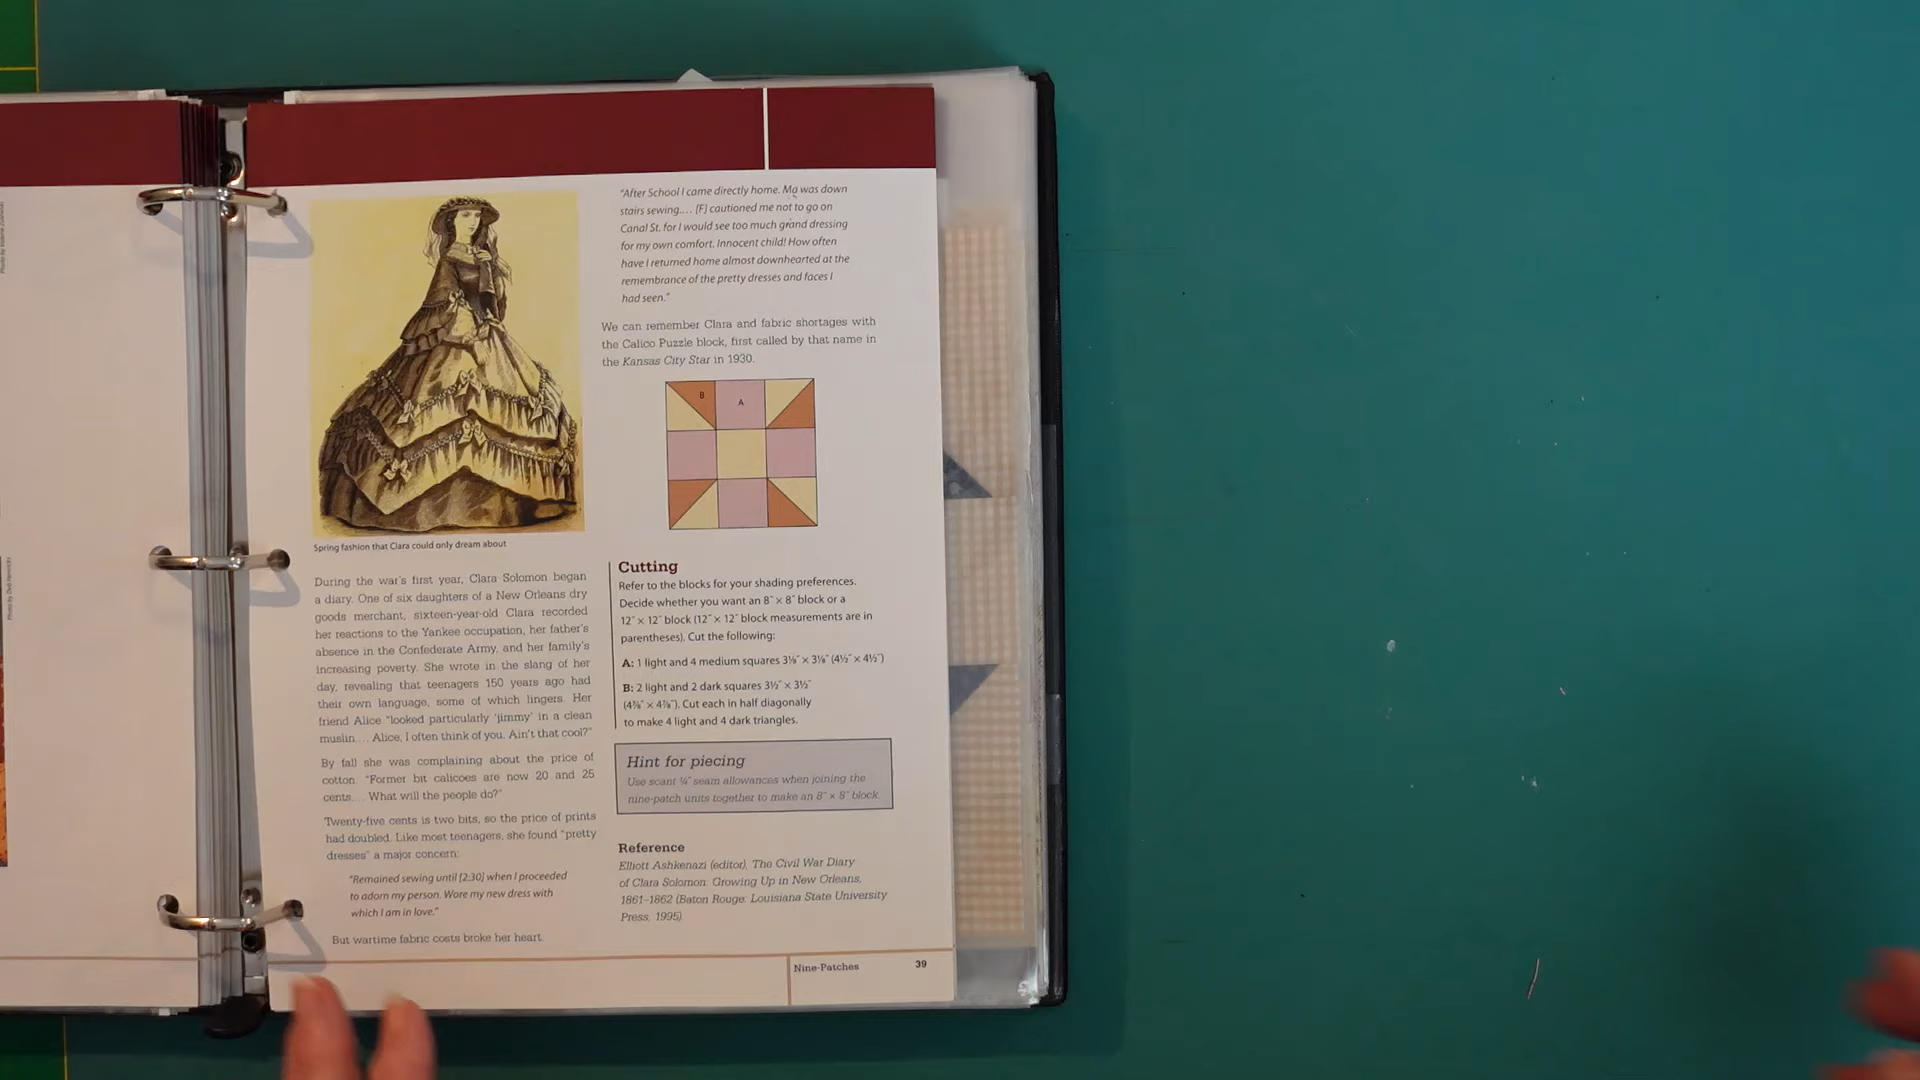 Spring fashion that Clara could only dream about
During the war's first year, Clara Solomon began
a diary. One of six daughters of a New Orleans dry
goods merchant, sixteen-year-old Clara recorded
her reactions to the Yankee occupation, her father's
absence in the Confederate Army, and her family's
increasing poverty. She wrote in the slang of her
day, revealing that teenagers 150 years ago had
their own language, some of which lingers. Her
friend Alice "looked particularly 'jimmy' in a clean
muslin.... Alice, I often think of you. Ain't that cool?"
By fall she was complaining about the price of
cotton. "Former bit calicoes are now 20 and 25
cents.... What will the people do?"
Twenty-five cents is two bits, so the price of prints
had doubled. Like most teenagers, she found "pretty
dresses" a major concern:
"Remained sewing until [2:30] when I proceeded
to adorn my person. Wore my new dress with
which I am in love."
But wartime fabric costs broke her heart.
"After School I came directly home. Ma was down
stairs sewing.... [F] cautioned me not to go on
Canal St. for I would see too much grand dressing
for my own comfort. Innocent child! How often
have I returned home almost downhearted at the
remembrance of the pretty dresses and faces I
had seen."
We can remember Clara and fabric shortages with
the Calico Puzzle block, first called by that name in
the Kansas City Star in 1930.
B
A
Cutting
Refer to the blocks for your shading preferences.
Decide whether you want an 8" × 8" block or a
12" × 12" block (12" × 12" block measurements are in
parentheses). Cut the following:
A: 1 light and 4 medium squares 3⅛" × 3⅛" (4½" × 4½")
B: 2 light and 2 dark squares 3½" × 3½"
(4⅞" × 4⅞"). Cut each in half diagonally
to make 4 light and 4 dark triangles.
Hint for piecing
Use scant ¼" seam allowances when joining the
nine-patch units together to make an 8" × 8" block.
Reference
Elliott Ashkenazi (editor), The Civil War Diary
of Clara Solomon: Growing Up in New Orleans,
1861–1862 (Baton Rouge: Louisiana State University
Press, 1995).
Nine-Patches 39